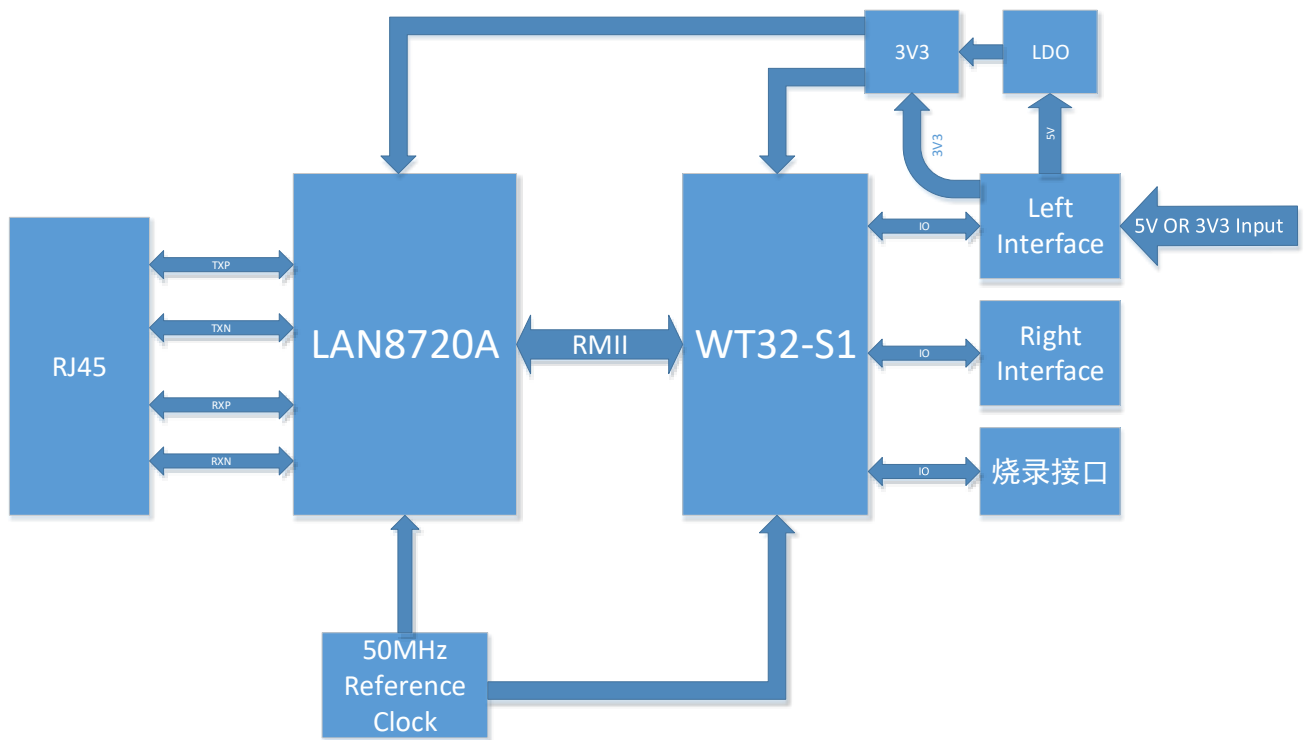 3V3
LDO
3V3
5V
Left
Interface
5V OR 3V3 Input
IO
TXP
TXN
RJ45
RXP
RXN
LAN8720A
RMII
WT32-S1
IO
Right
Interface
IO
烧录接口
50MHz
Reference
Clock